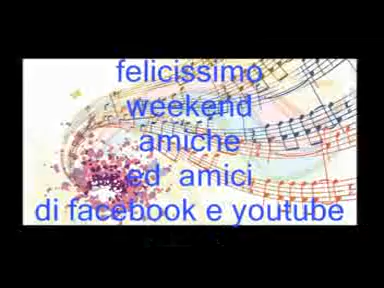 felicissimo
weekend
amiche
ed amici
di facebook e youtube